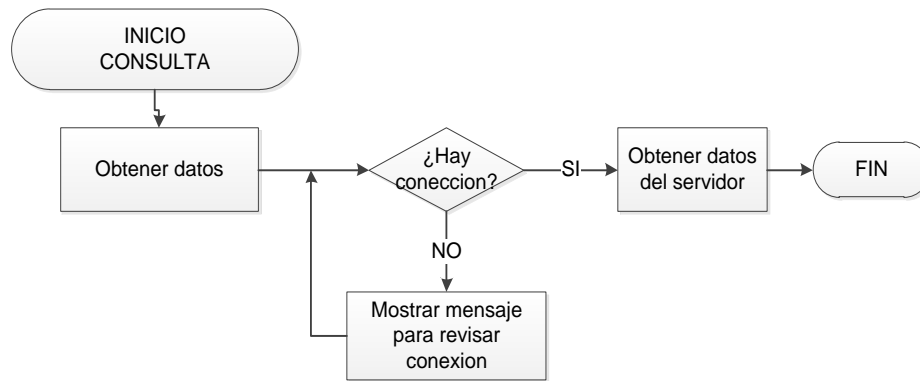 INICIO
CONSULTA
Obtener datos
¿Hay
coneccion?
SI
Obtener datos
del servidor
FIN
NO
Mostrar mensaje
para revisar
conexion